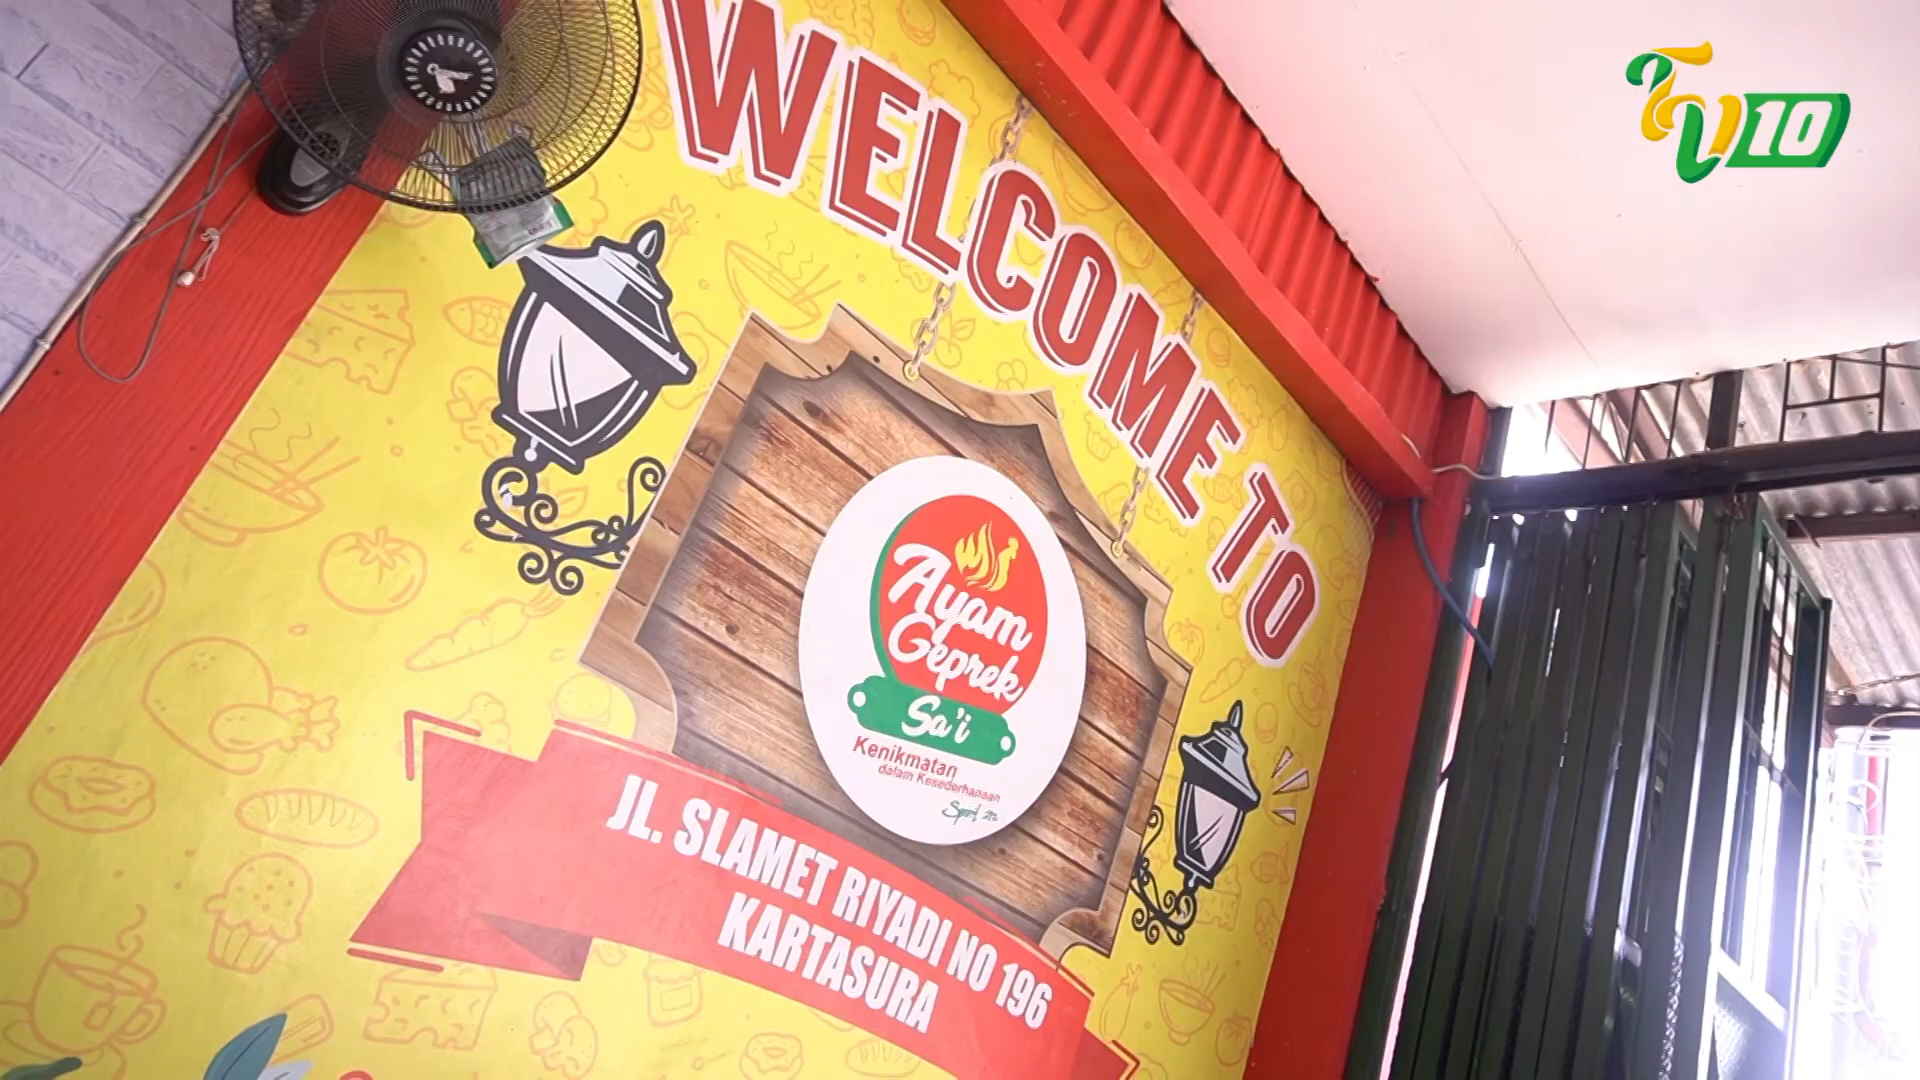 WELCOME TO
TV10
Ayam
Geprek
Sa'i
Kenikmatan
dalam Kesederhanaan
JL. SLAMET RIYADI NO 196
KARTASURA